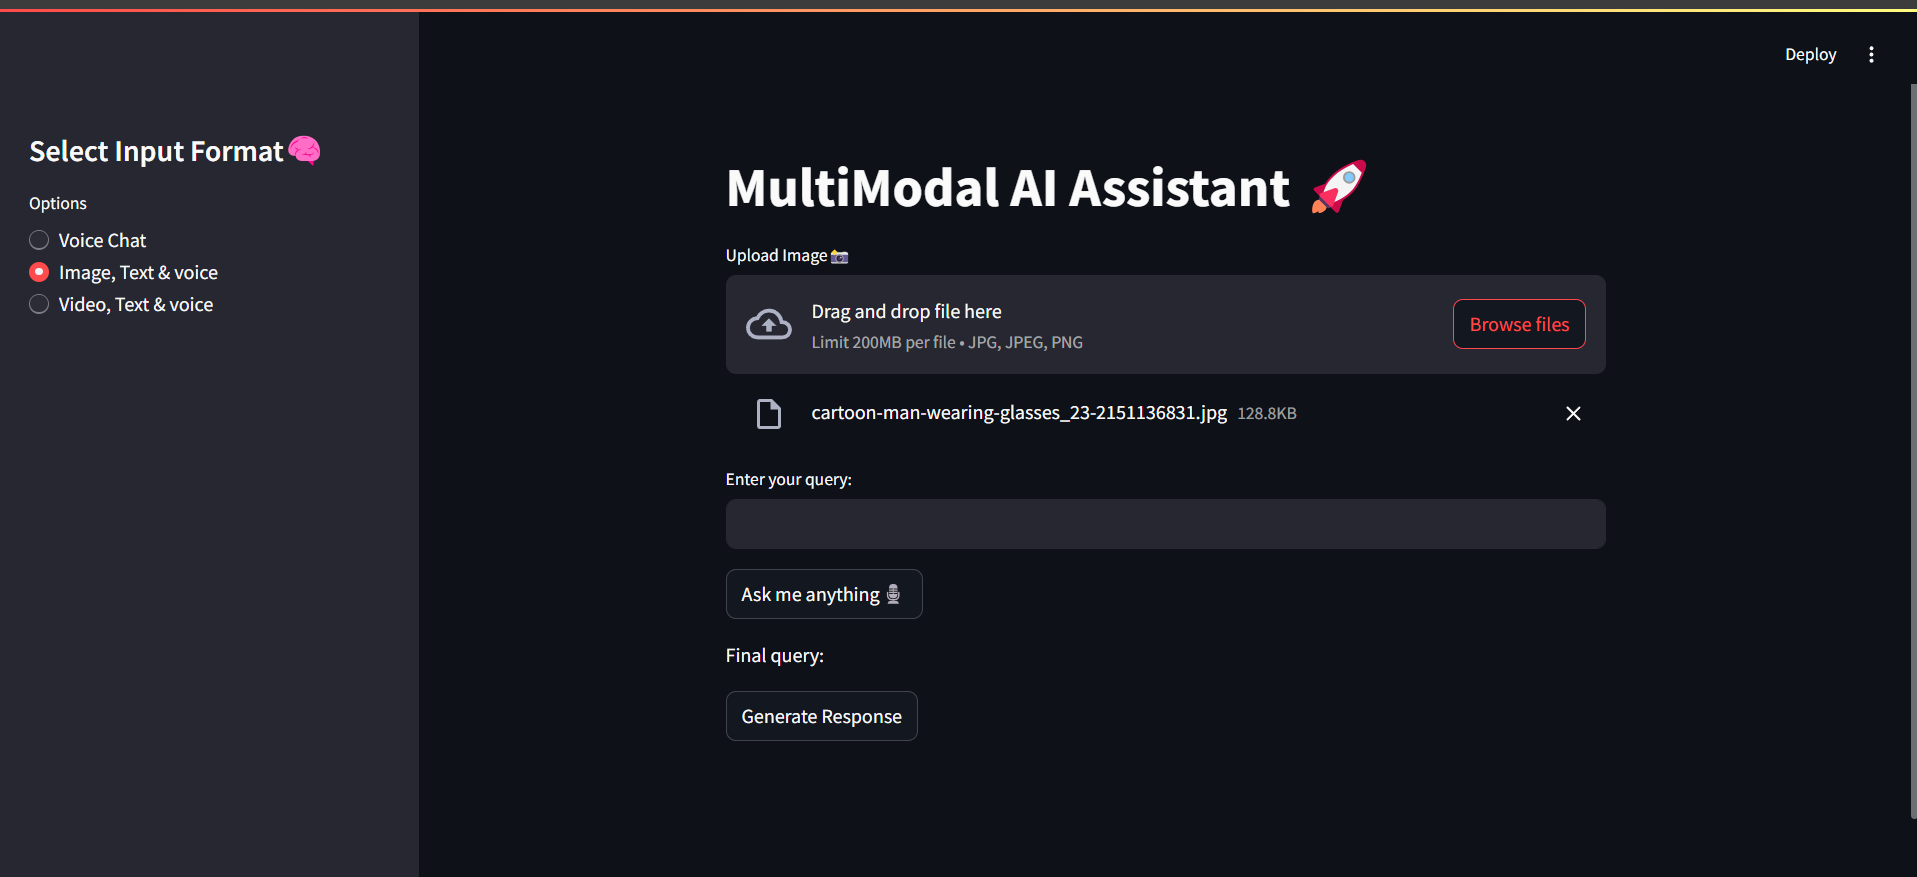 Deploy
Select Input Format🧠
Options
Voice Chat
Image, Text & voice
Video, Text & voice
MultiModal AI Assistant 🚀
Upload Image📸
Drag and drop file here
Limit 200MB per file • JPG, JPEG, PNG
Browse files
cartoon-man-wearing-glasses_23-2151136831.jpg 128.8KB
Enter your query:
Ask me anything🎙️
Final query:
Generate Response